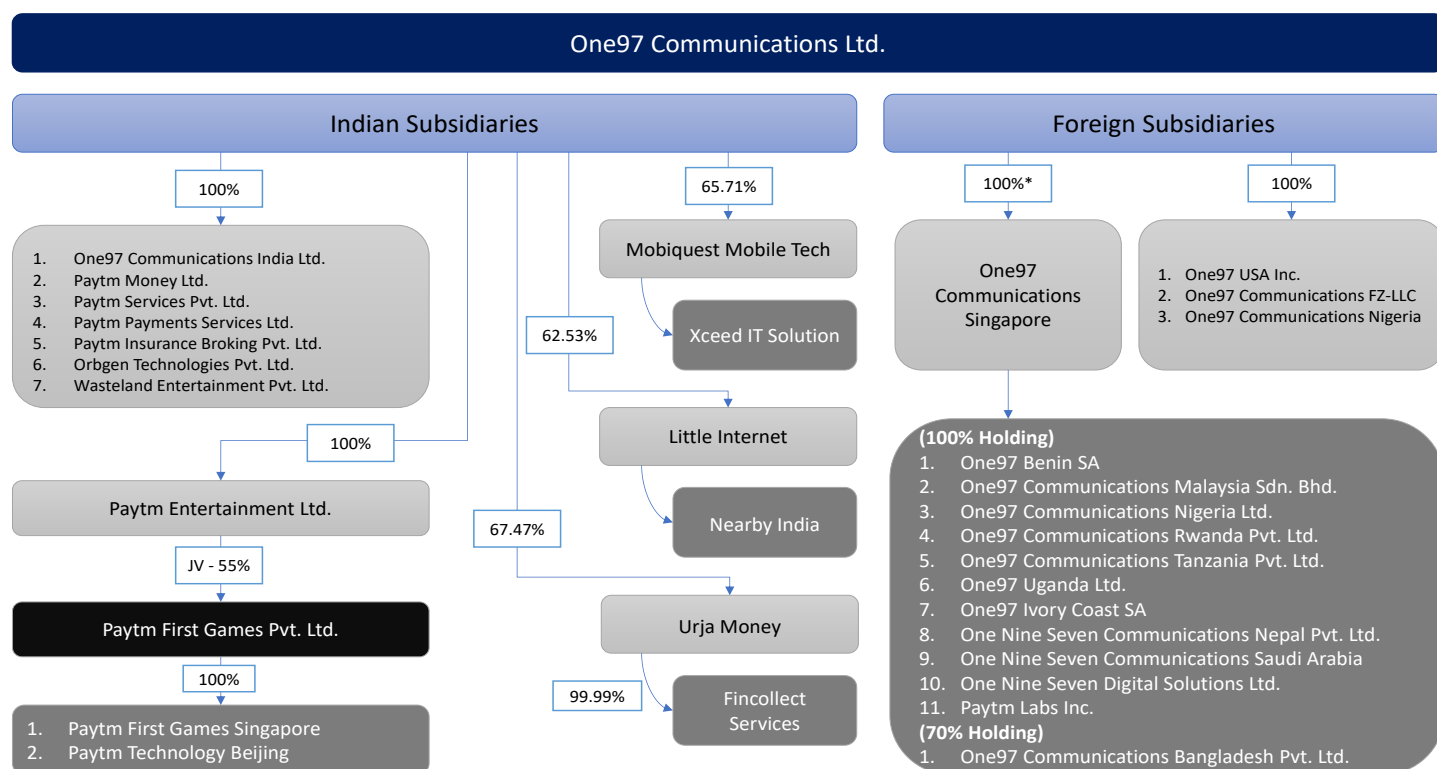 One97 Communications Ltd.
Indian Subsidiaries
100%
1. One97 Communications India Ltd.
2. Paytm Money Ltd.
3. Paytm Services Pvt. Ltd.
4. Paytm Payments Services Ltd.
5. Paytm Insurance Broking Pvt. Ltd.
6. Orbgen Technologies Pvt. Ltd.
7. Wasteland Entertainment Pvt. Ltd.
100%
Paytm Entertainment Ltd.
JV - 55%
Paytm First Games Pvt. Ltd.
100%
1. Paytm First Games Singapore
2. Paytm Technology Beijing
65.71%
Mobiquest Mobile Tech
Xceed IT Solution
62.53%
Little Internet
Nearby India
67.47%
Urja Money
99.99%
Fincollect
Services
Foreign Subsidiaries
100%*
One97
Communications
Singapore
100%
1. One97 USA Inc.
2. One97 Communications FZ-LLC
3. One97 Communications Nigeria
(100% Holding)
1. One97 Benin SA
2. One97 Communications Malaysia Sdn. Bhd.
3. One97 Communications Nigeria Ltd.
4. One97 Communications Rwanda Pvt. Ltd.
5. One97 Communications Tanzania Pvt. Ltd.
6. One97 Uganda Ltd.
7. One97 Ivory Coast SA
8. One Nine Seven Communications Nepal Pvt. Ltd.
9. One Nine Seven Communications Saudi Arabia
10. One Nine Seven Digital Solutions Ltd.
11. Paytm Labs Inc.
(70% Holding)
1. One97 Communications Bangladesh Pvt. Ltd.